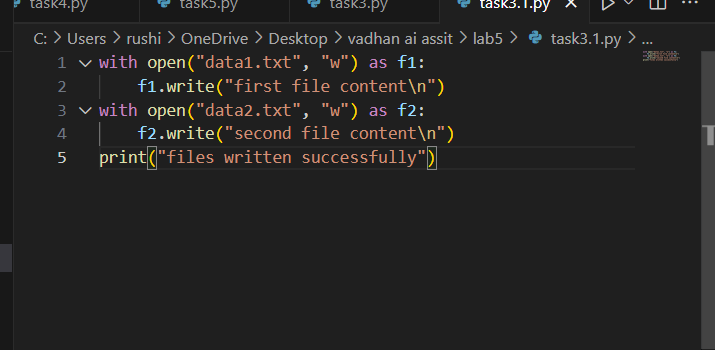 task4.py task5.py task3.py task3.1.py
C: > Users > rushi > OneDrive > Desktop > vadhan ai assit > lab5 > task3.1.py > ...
1 with open("data1.txt", "w") as f1:
2     f1.write("first file content\n")
3 with open("data2.txt", "w") as f2:
4     f2.write("second file content\n")
5 print("files written successfully")